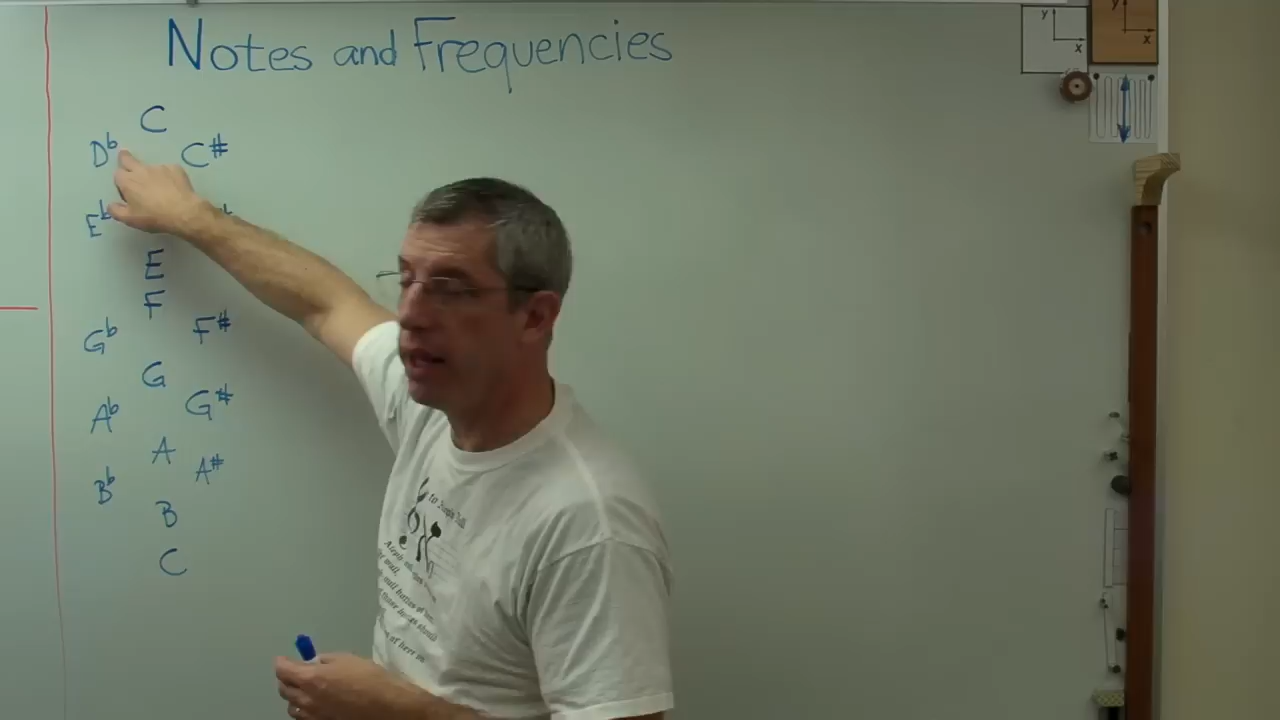 Notes and Frequencies
C
D♭ C#
E♭
E
F
G♭ F#
G
A♭ G#
A
B♭ A#
B
C
y
x
y
x